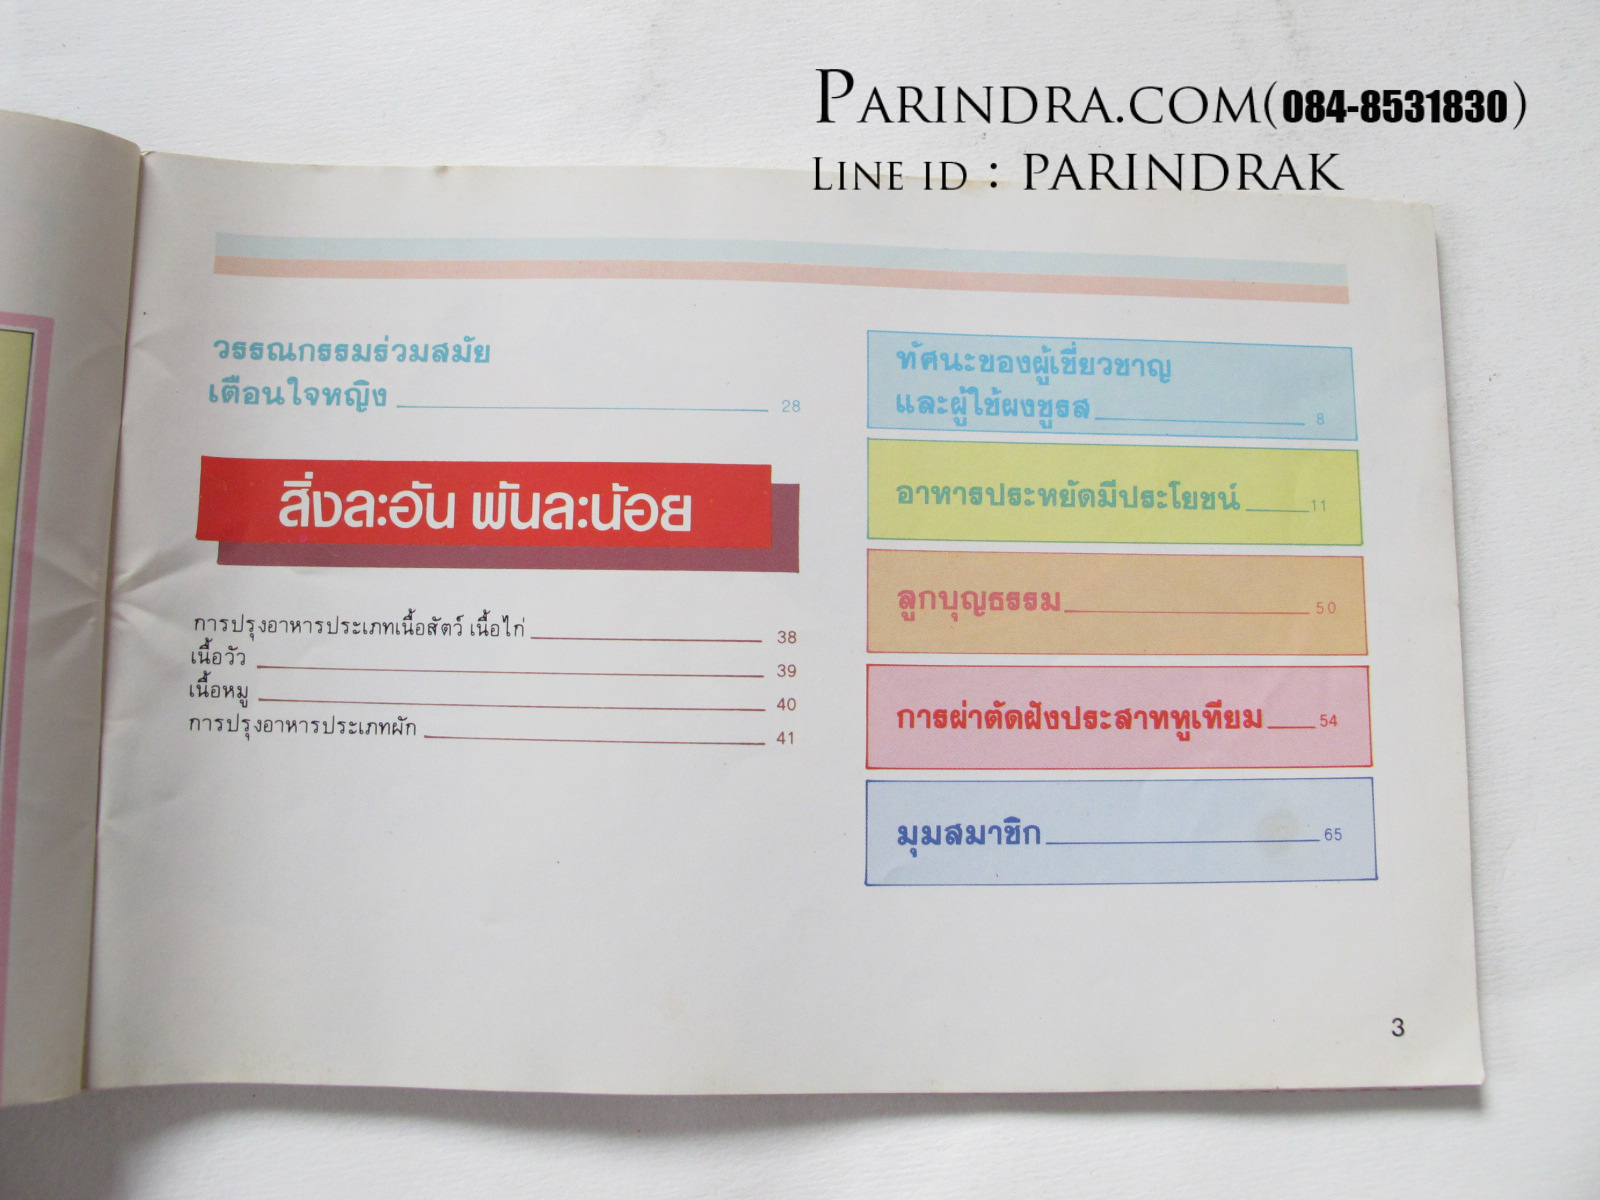 PARINDRA.COM(084-8531830)
LINE ID : PARINDRAK
วรรณกรรมร่วมสมัย
เตือนใจหญิง 28
สิ่งละอัน พันละน้อย
การปรุงอาหารประเภทเนื้อสัตว์ เนื้อไก่ 38
เนื้อวัว 39
เนื้อหมู 40
การปรุงอาหารประเภทผัก 41
ทัศนะของผู้เชี่ยวชาญ
และผู้ใช้ผงชูรส 8
อาหารประหยัดมีประโยชน์ 11
ลูกบุญธรรม 50
การผ่าตัดฝังประสาทหูเทียม 54
มุมสมาชิก 65
3